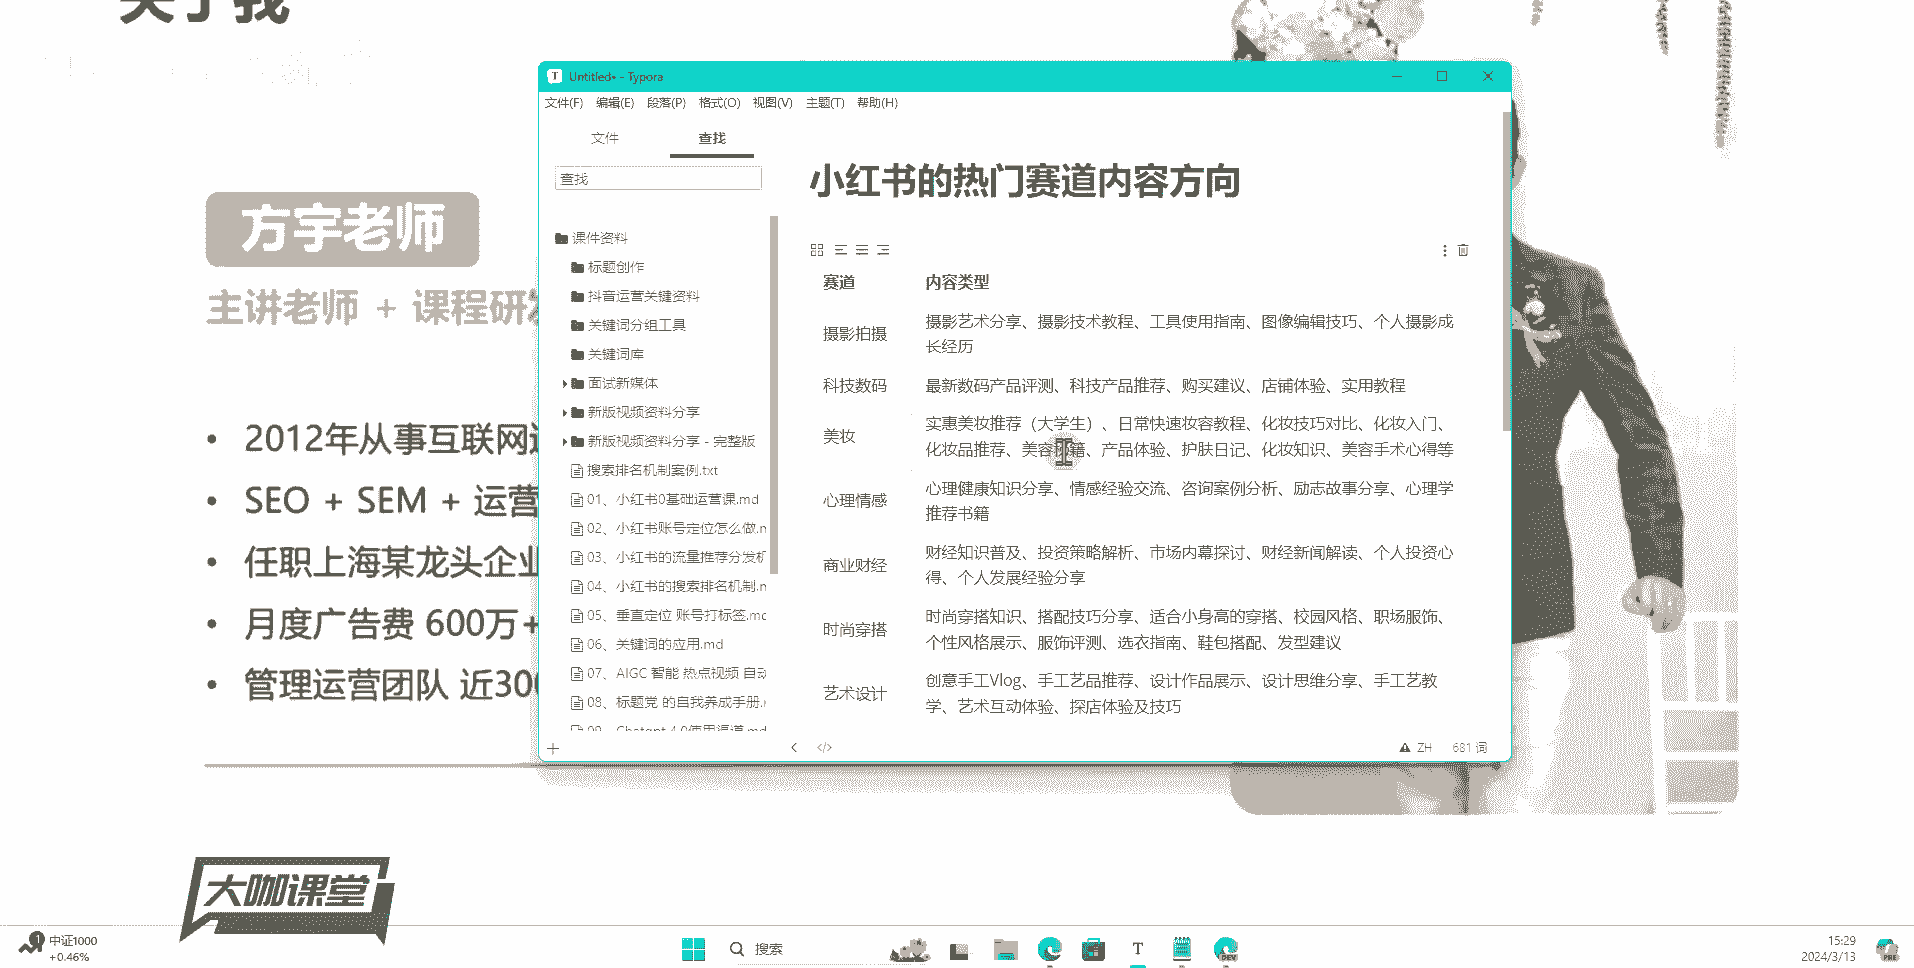 关于我
方宇老师
主讲老师 + 课程研发
2012年从事互联网
SEO + SEM + 运营
任职上海某龙头企业
月度广告费 600万+
管理运营团队 近300
大咖课堂
Untitled• - Typora
文件(F) 编辑(E) 段落(P) 格式(O) 视图(V) 主题(T) 帮助(H)
文件 查找
查找
课件资料
标题创作
抖音运营关键资料
关键词分组工具
关键词库
面试新媒体
新版视频资料分享
新版视频资料分享 - 完整版
搜索排名机制案例.txt
01、小红书0基础运营课.md
02、小红书账号定位怎么做.m
03、小红书的流量推荐分发机
04、小红书的搜索排名机制.m
05、垂直定位 账号打标签.md
06、关键词的应用.md
07、AIGC 智能 热点视频 自动
08、标题党 的自我养成手册.
09、Chatgpt 4.0使用渠道.md
小红书的热门赛道内容方向
赛道 内容类型
摄影拍摄 摄影艺术分享、摄影技术教程、工具使用指南、图像编辑技巧、个人摄影成
长经历
科技数码 最新数码产品评测、科技产品推荐、购买建议、店铺体验、实用教程
美妆 实惠美妆推荐（大学生）、日常快速妆容教程、化妆技巧对比、化妆入门、
化妆品推荐、美容秘籍、产品体验、护肤日记、化妆知识、美容手术心得等
心理情感 心理健康知识分享、情感经验交流、咨询案例分析、励志故事分享、心理学
推荐书籍
商业财经 财经知识普及、投资策略解析、市场内幕探讨、财经新闻解读、个人投资心
得、个人发展经验分享
时尚穿搭 时尚穿搭知识、搭配技巧分享、适合小身高的穿搭、校园风格、职场服饰、
个性风格展示、服饰评测、选衣指南、鞋包搭配、发型建议
艺术设计 创意手工Vlog、手工艺品推荐、设计作品展示、设计思维分享、手工艺教
学、艺术互动体验、探店体验及技巧
ZH 681 词
1 中证1000
+0.46%
搜索
T
DEV
15:29
2024/3/13
PRE